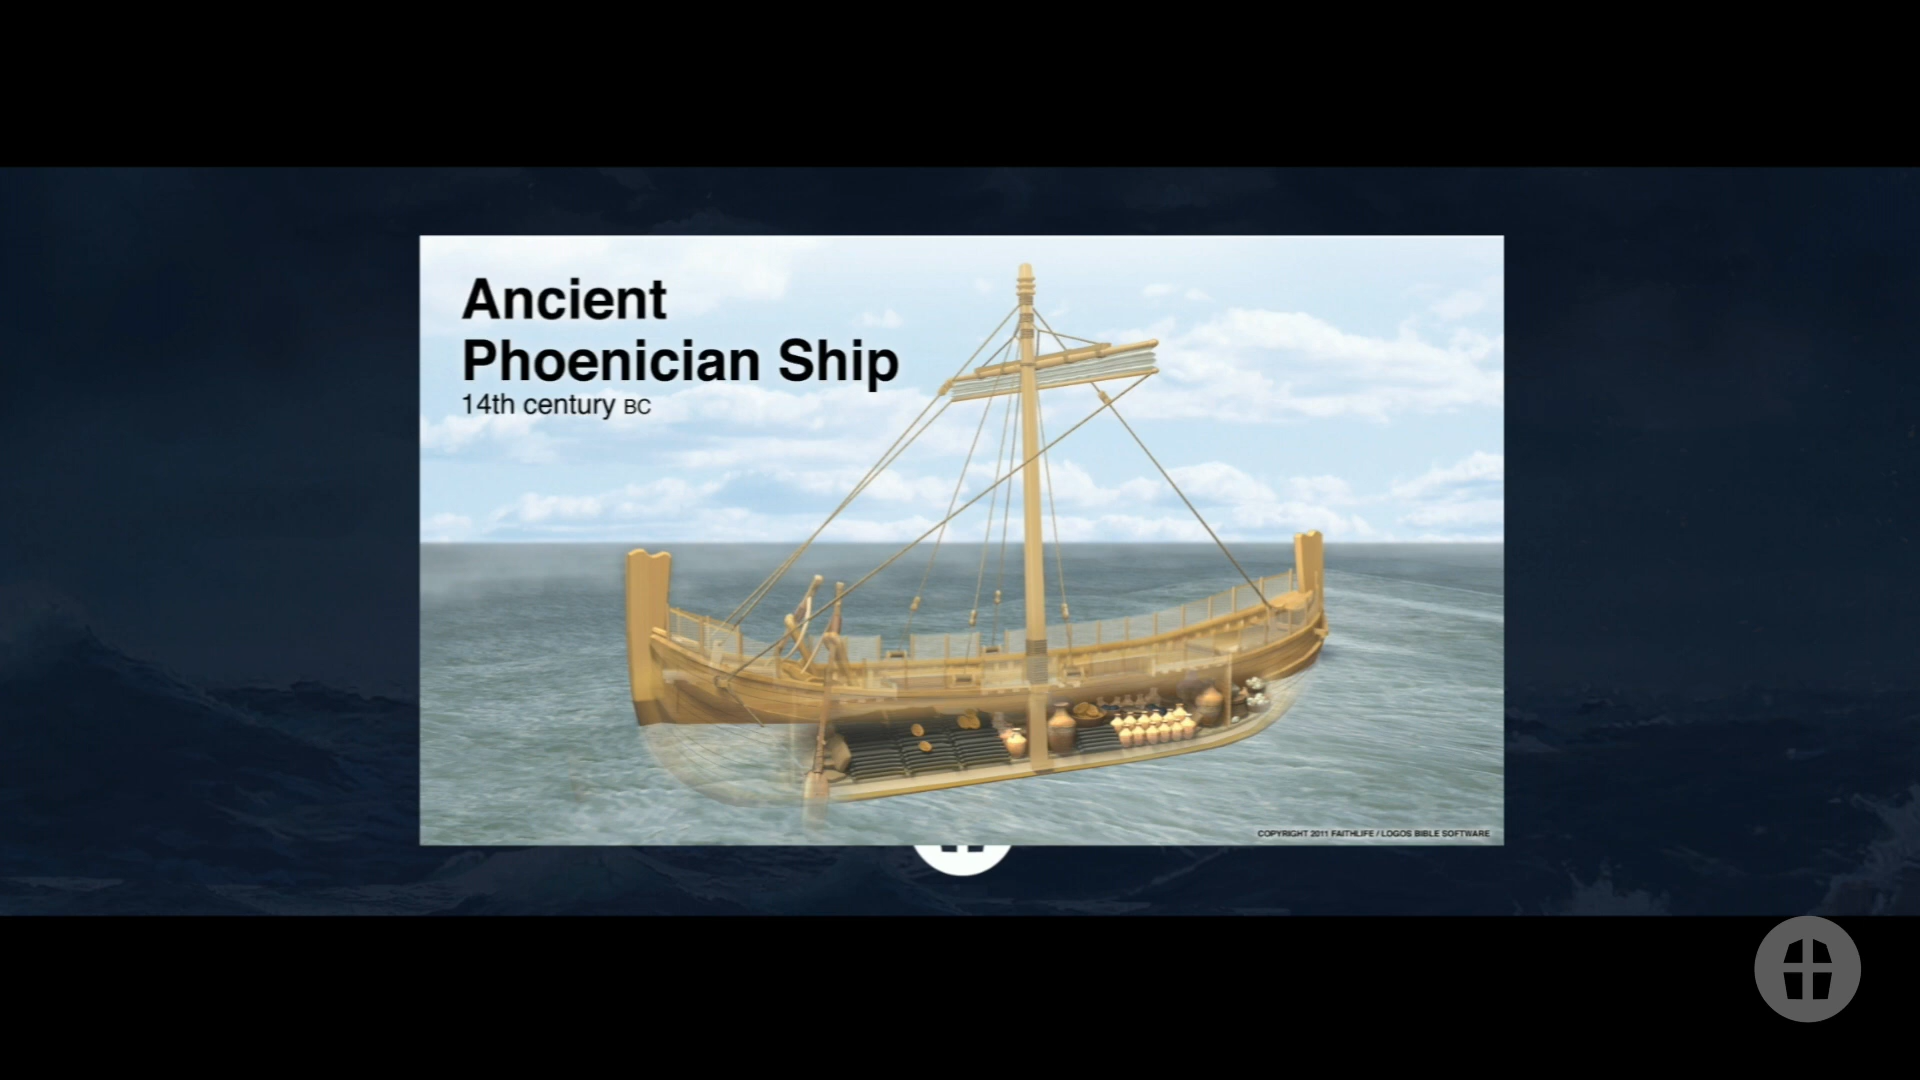 Ancient
Phoenician Ship
14th century BC
COPYRIGHT 2011 FAITHLIFE / LOGOS BIBLE SOFTWARE